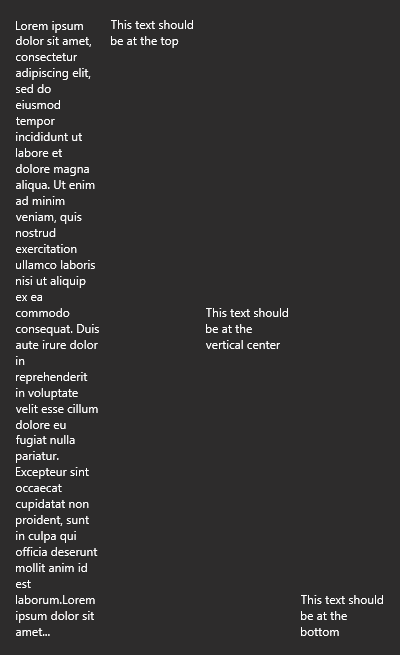 Lorem ipsum
dolor sit amet,
consectetur
adipiscing elit,
sed do
eiusmod
tempor
incididunt ut
labore et
dolore magna
aliqua. Ut enim
ad minim
veniam, quis
nostrud
exercitation
ullamco laboris
nisi ut aliquip
ex ea
commodo
consequat. Duis
aute irure dolor
in
reprehenderit
in voluptate
velit esse cillum
dolore eu
fugiat nulla
pariatur.
Excepteur sint
occaecat
cupidatat non
proident, sunt
in culpa qui
officia deserunt
mollit anim id
est
laborum.Lorem
ipsum dolor sit
amet...
This text should
be at the top
This text should
be at the
vertical center
This text should
be at the
bottom